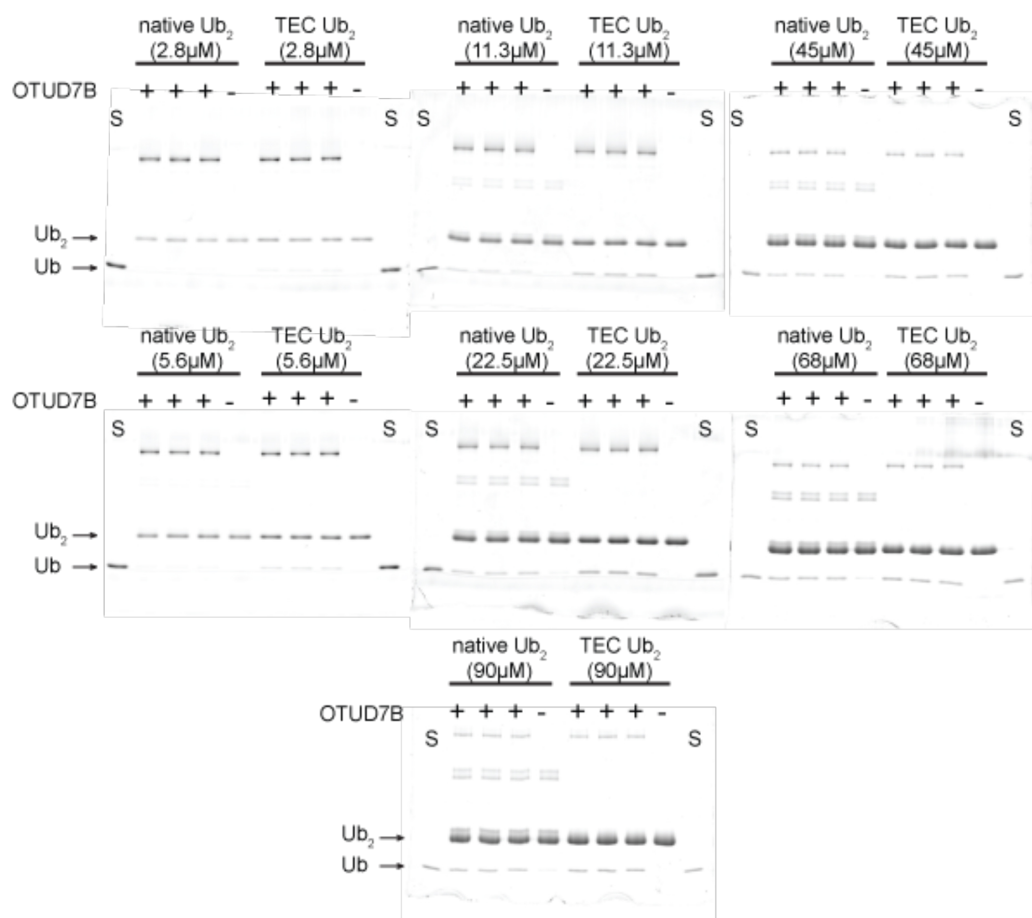 native Ub₂ TEC Ub₂ native Ub₂ TEC Ub₂ native Ub₂ TEC Ub₂
(2.8µM) (2.8µM) (11.3µM) (11.3µM) (45µM) (45µM)
OTUD7B + + + - + + + - + + + - + + + - + + + - + + + -
S S S S S S
Ub₂
Ub
native Ub₂ TEC Ub₂ native Ub₂ TEC Ub₂ native Ub₂ TEC Ub₂
(5.6µM) (5.6µM) (22.5µM) (22.5µM) (68µM) (68µM)
OTUD7B + + + - + + + - + + + - + + + - + + + - + + + -
S S S S S S
Ub₂
Ub
native Ub₂ TEC Ub₂
(90µM) (90µM)
OTUD7B + + + - + + + -
S S
Ub₂
Ub